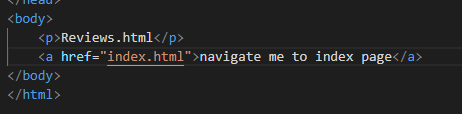 </head>
<body>
<p>Reviews.html</p>
<a href="index.html">navigate me to index page</a>
</body>
</html>